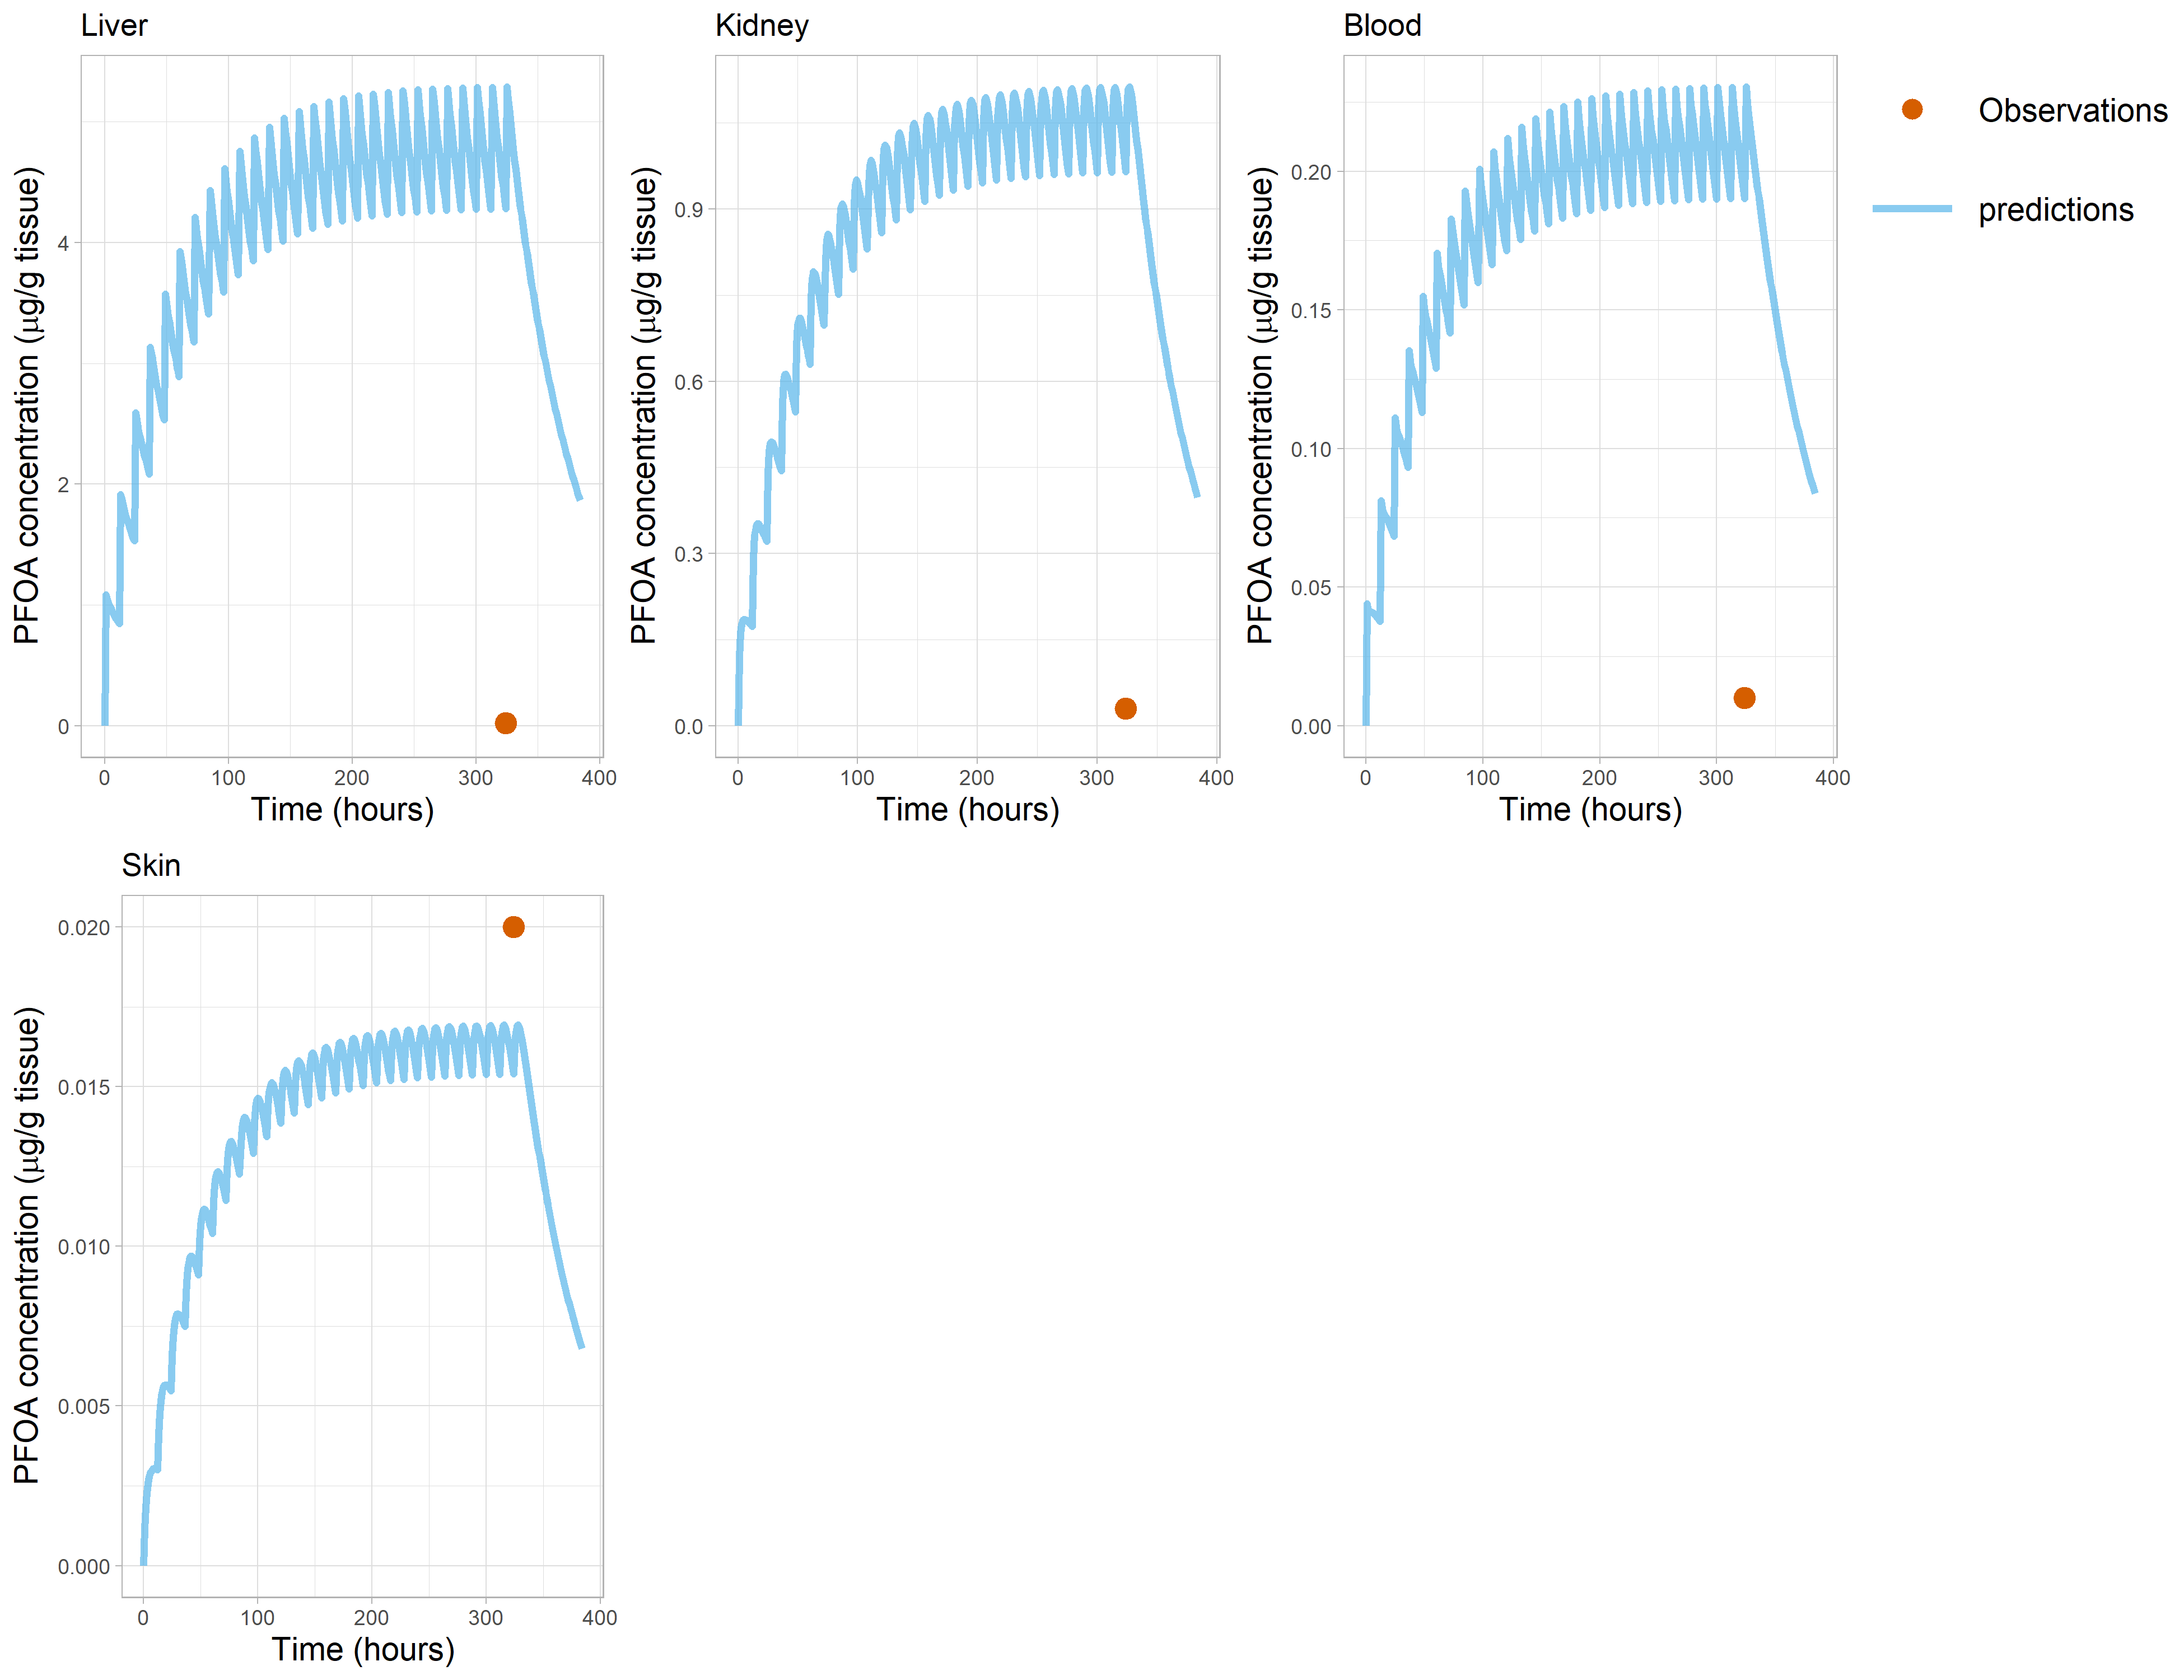 Liver
PFOA concentration (μg/g tissue)
4
2
0
0 100 200 300 400
Time (hours)
Kidney
PFOA concentration (μg/g tissue)
0.9
0.6
0.3
0.0
0 100 200 300 400
Time (hours)
Blood
PFOA concentration (μg/g tissue)
0.20
0.15
0.10
0.05
0.00
0 100 200 300 400
Time (hours)
Observations
predictions
Skin
PFOA concentration (μg/g tissue)
0.020
0.015
0.010
0.005
0.000
0 100 200 300 400
Time (hours)